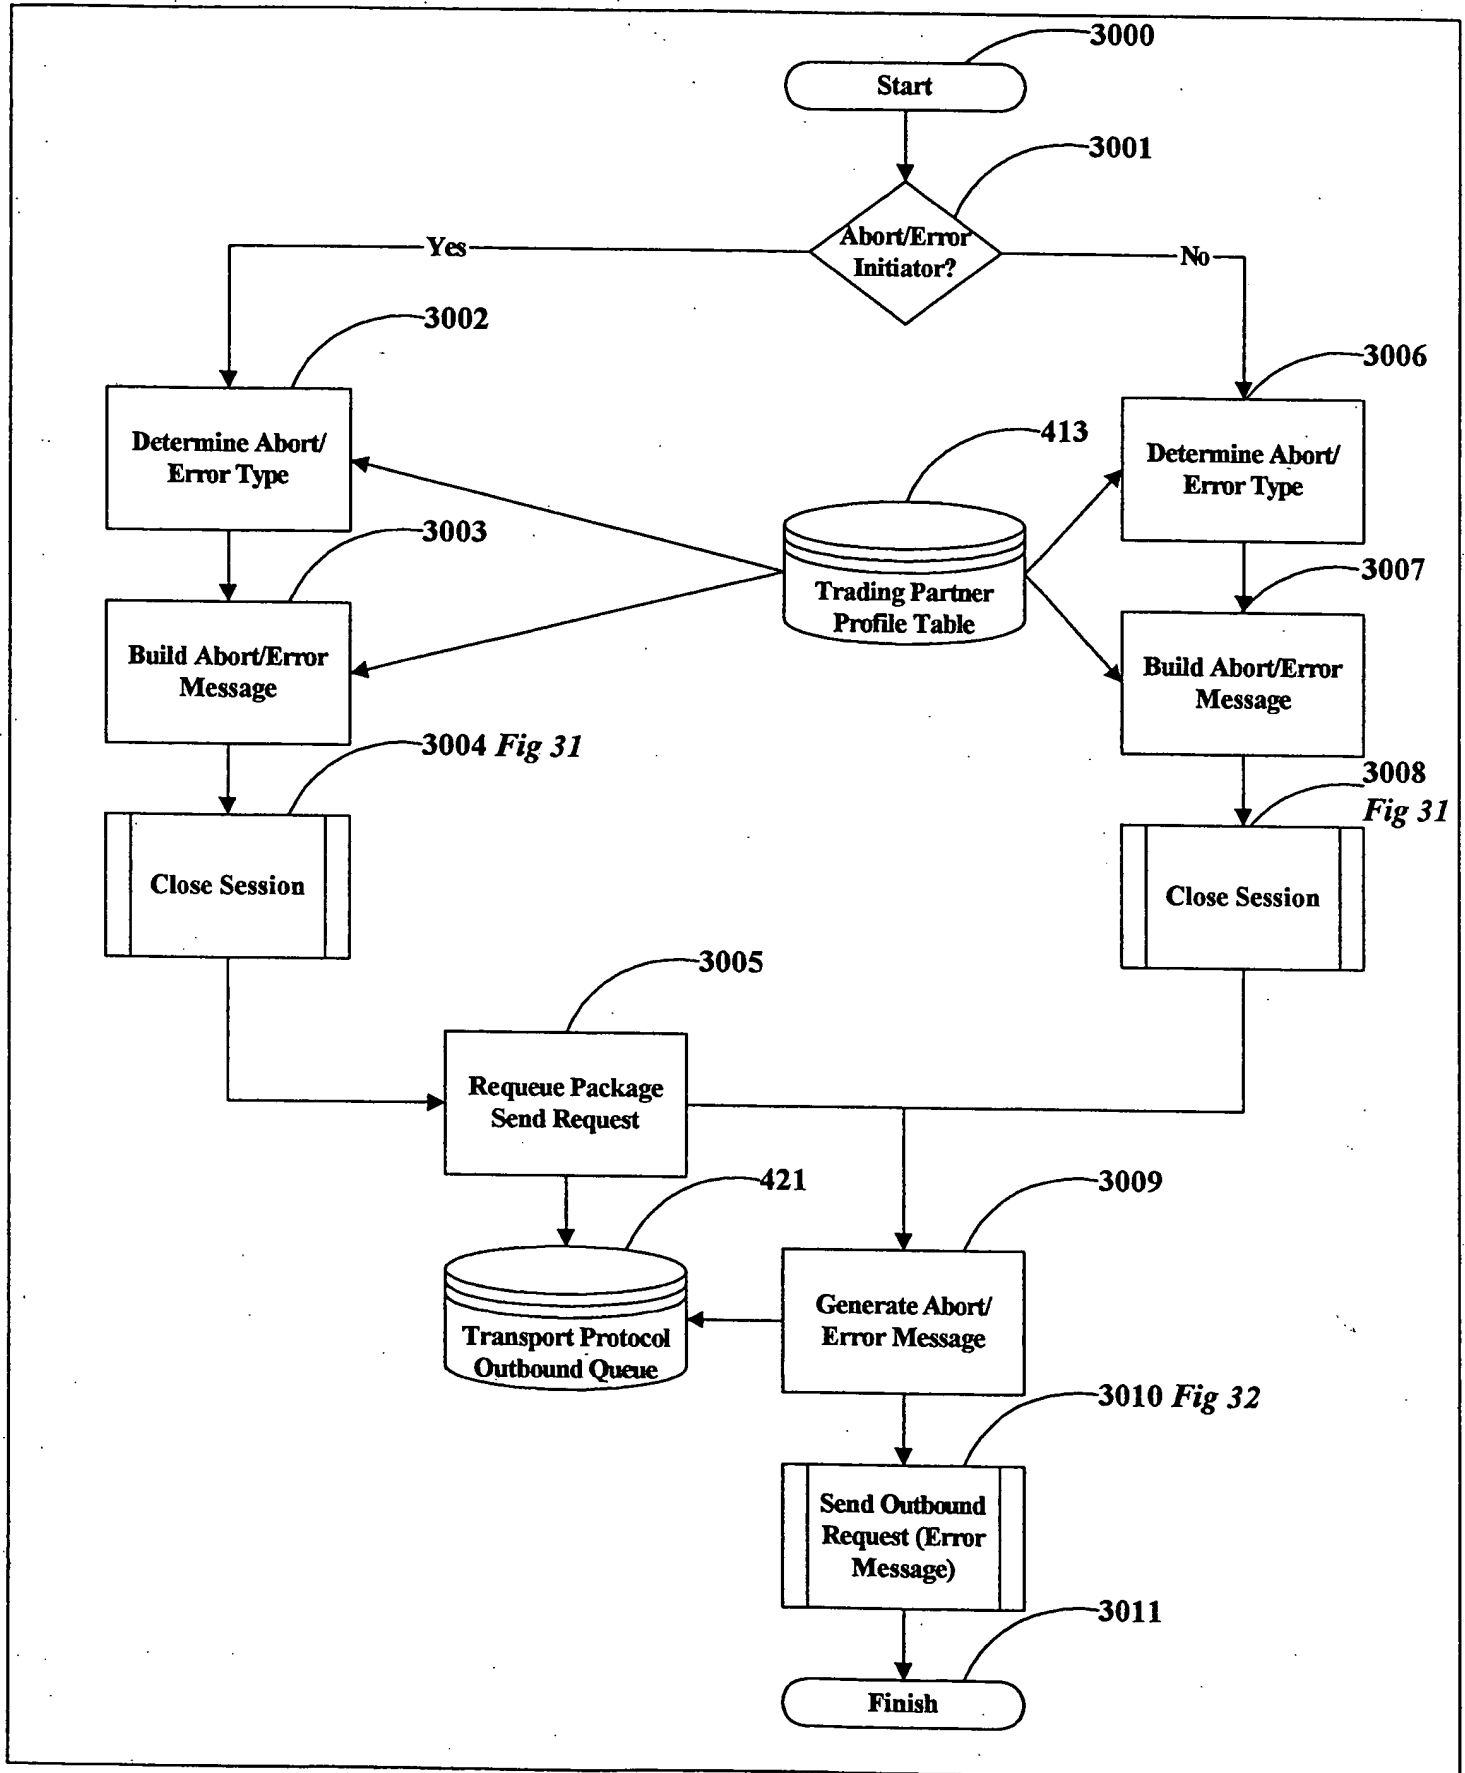 3000
Start
3001
Abort/Error
Initiator?
Yes
No
3002
3006
Determine Abort/
Error Type
413
Determine Abort/
Error Type
3003
3007
Trading Partner
Profile Table
Build Abort/Error
Message
Build Abort/Error
Message
3004 Fig 31
3008
Fig 31
Close Session
Close Session
3005
Requeue Package
Send Request
421
3009
Transport Protocol
Outbound Queue
Generate Abort/
Error Message
3010 Fig 32
Send Outbound
Request (Error
Message)
3011
Finish